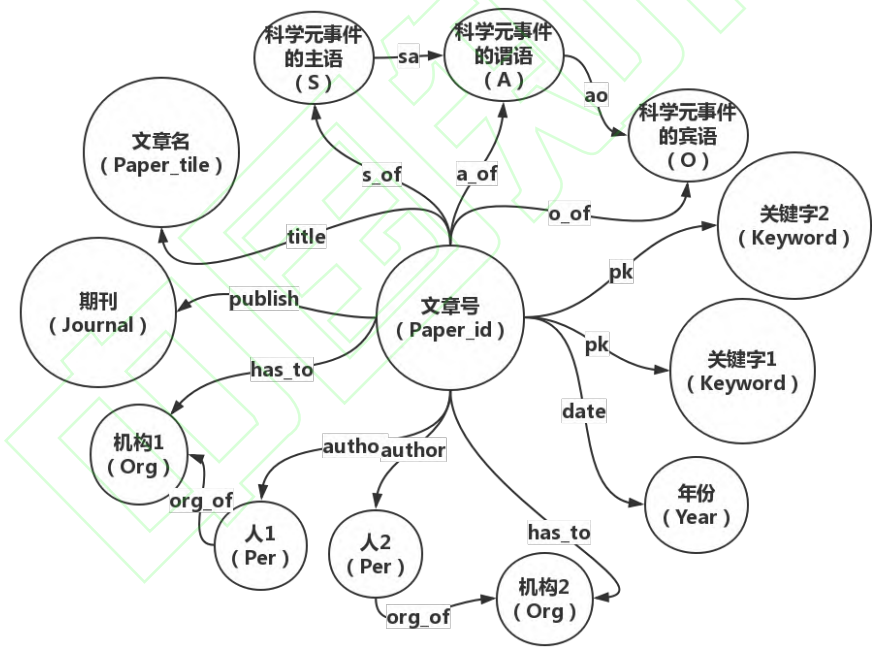 科学元事件
的主语
（S）
sa
科学元事件
的谓语
（A）
ao
科学元事件
的宾语
（O）
文章名
（Paper_tile）
s_of
a_of
o_of
title
关键字2
（Keyword）
pk
期刊
（Journal）
publish
文章号
（Paper_id）
pk
关键字1
（Keyword）
has_to
date
机构1
（Org）
autho
author
org_of
年份
（Year）
人1
（Per）
人2
（Per）
has_to
机构2
（Org）
org_of